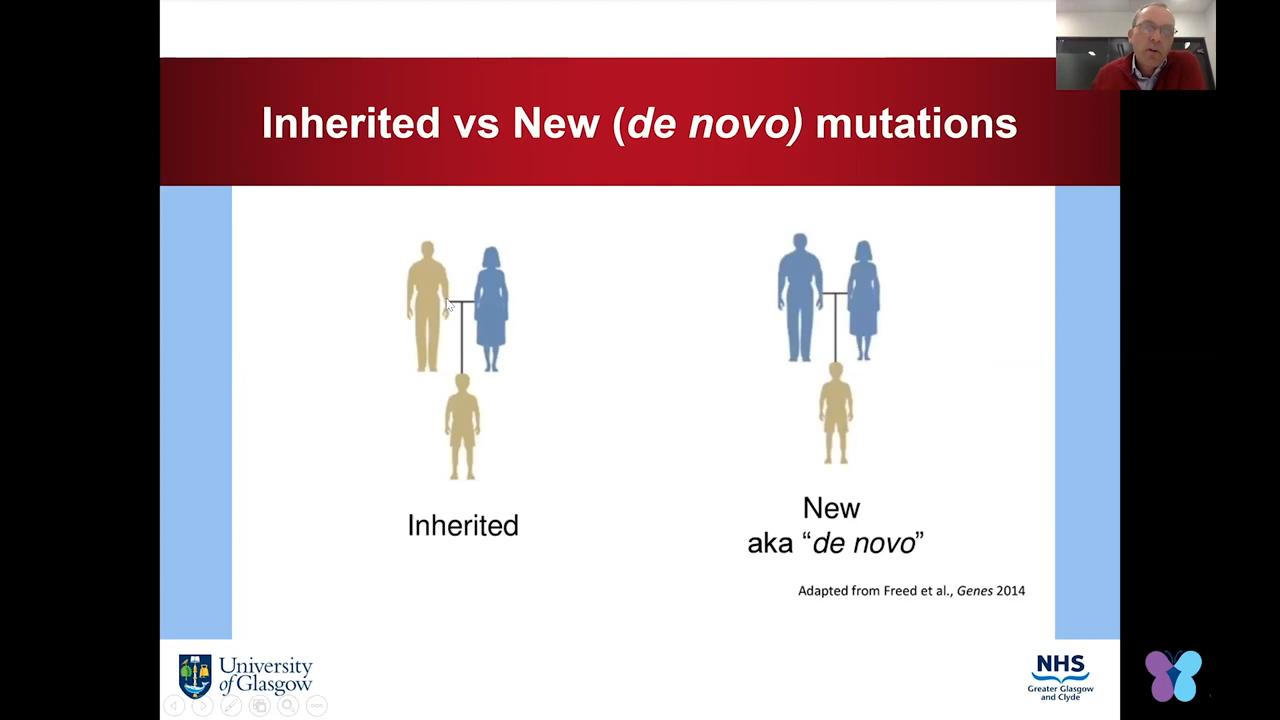 Inherited vs New (de novo) mutations
Inherited
New
aka “de novo”
Adapted from Freed et al., Genes 2014
University
of Glasgow
NHS
Greater Glasgow
and Clyde